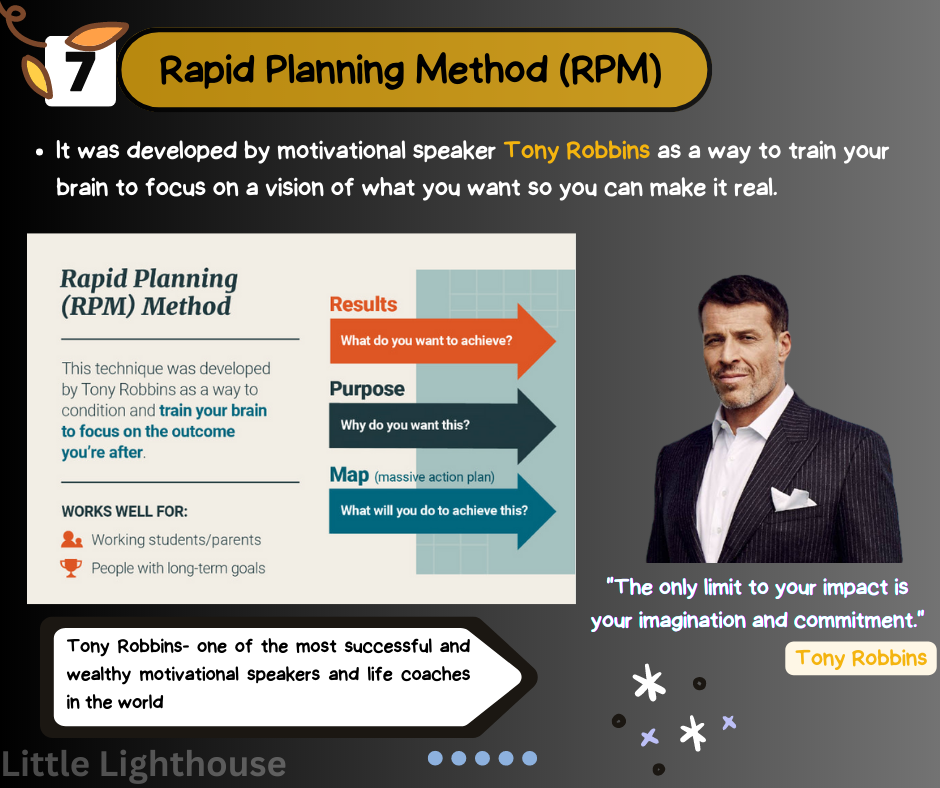 7
Rapid Planning Method (RPM)
• It was developed by motivational speaker Tony Robbins as a way to train your
brain to focus on a vision of what you want so you can make it real.
Rapid Planning
(RPM) Method
This technique was developed
by Tony Robbins as a way to
condition and train your brain
to focus on the outcome
you're after.
WORKS WELL FOR:
Working students/parents
People with long-term goals
Results
What do you want to achieve?
Purpose
Why do you want this?
Map (massive action plan)
What will you do to achieve this?
"The only limit to your impact is
your imagination and commitment."
Tony Robbins
Tony Robbins- one of the most successful and
wealthy motivational speakers and life coaches
in the world
Little Lighthouse